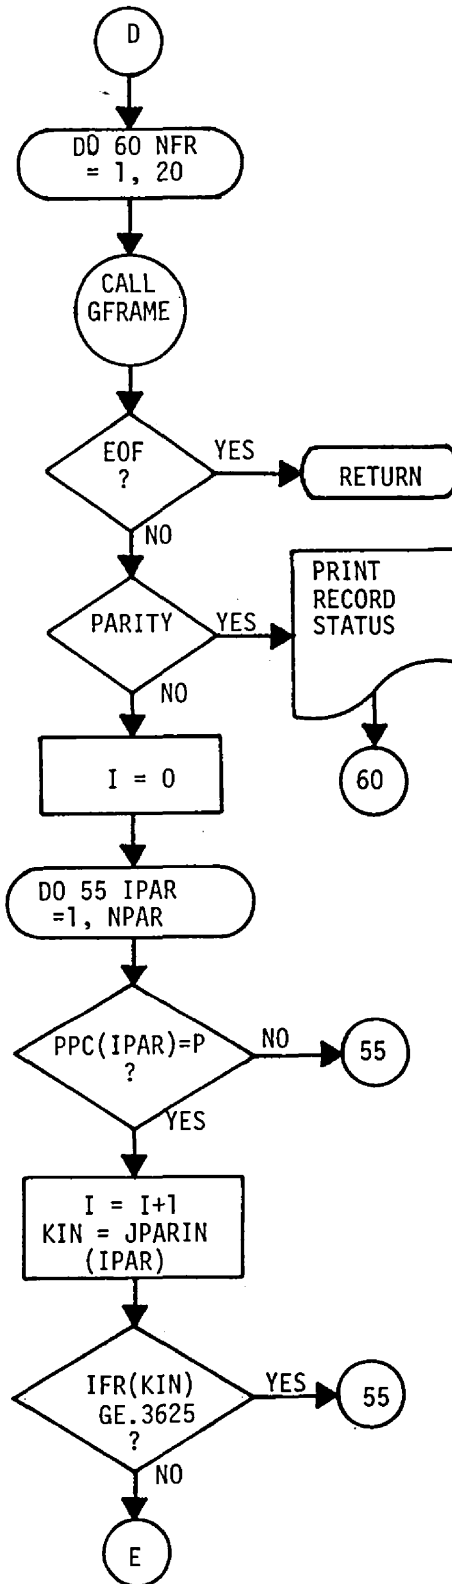 D
DO 60 NFR
= 1, 20
CALL
GFRAME
EOF
?
YES
RETURN
NO
PARITY
YES
PRINT
RECORD
STATUS
NO
60
I = 0
DO 55 IPAR
=1, NPAR
PPC(IPAR)=P
?
NO
55
YES
I = I+1
KIN = JPARIN
(IPAR)
IFR(KIN)
GE.3625
?
YES
55
NO
E